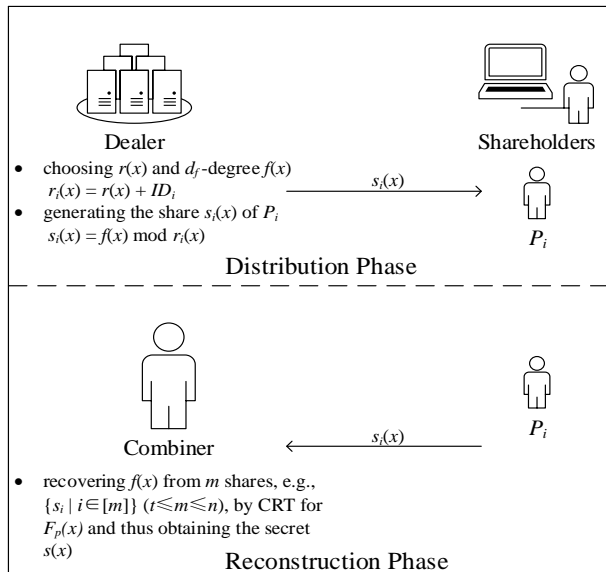 Dealer
Shareholders
• choosing r(x) and d_f-degree f(x)
r_i(x) = r(x) + ID_i
• generating the share s_i(x) of P_i
s_i(x) = f(x) mod r_i(x)
s_i(x)
P_i
Distribution Phase
Combiner
s_i(x)
P_i
• recovering f(x) from m shares, e.g.,
{s_i | i∈[m]} (t≤m≤n), by CRT for
F_p(x) and thus obtaining the secret
s(x)
Reconstruction Phase